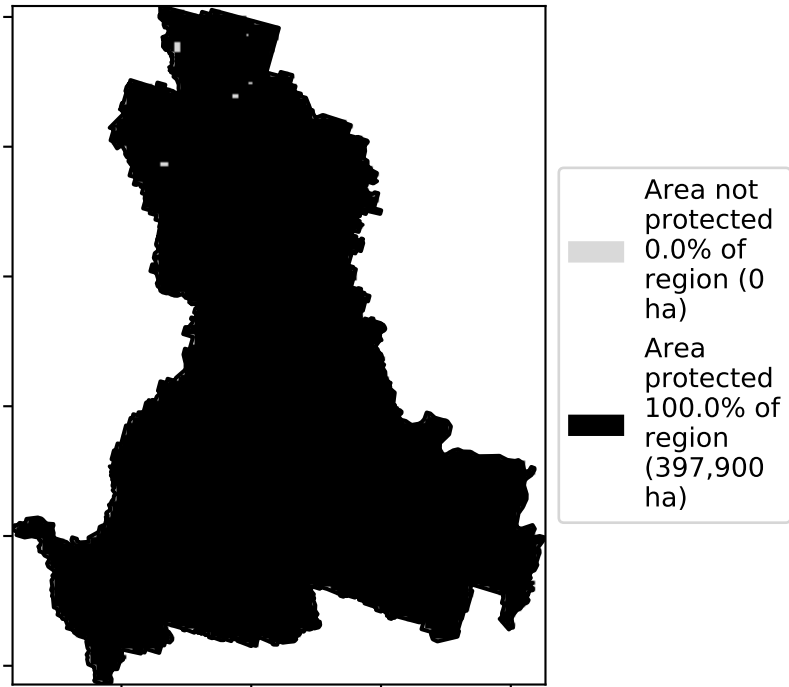 Area not
protected
0.0% of
region (0
ha)
Area
protected
100.0% of
region
(397,900
ha)